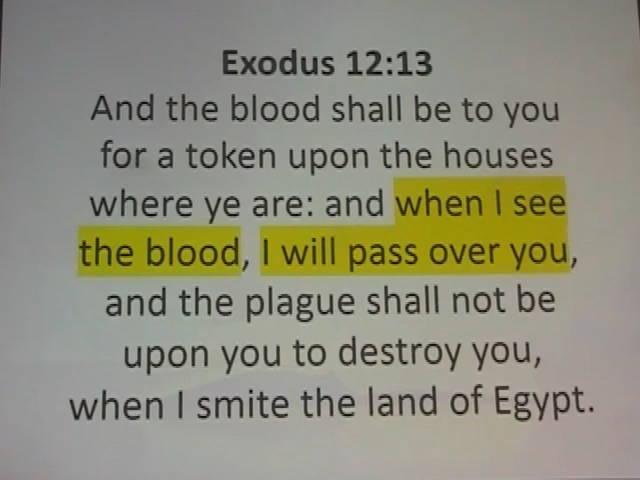 Exodus 12:13
And the blood shall be to you
for a token upon the houses
where ye are: and when I see
the blood, I will pass over you,
and the plague shall not be
upon you to destroy you,
when I smite the land of Egypt.